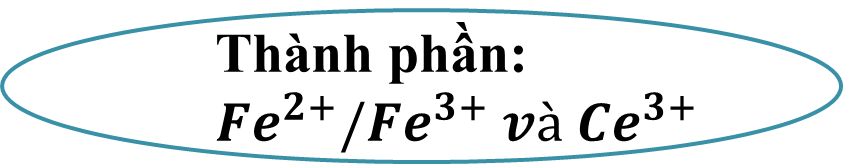 Thành phần:
Fe²⁺/Fe³⁺ và Ce³⁺